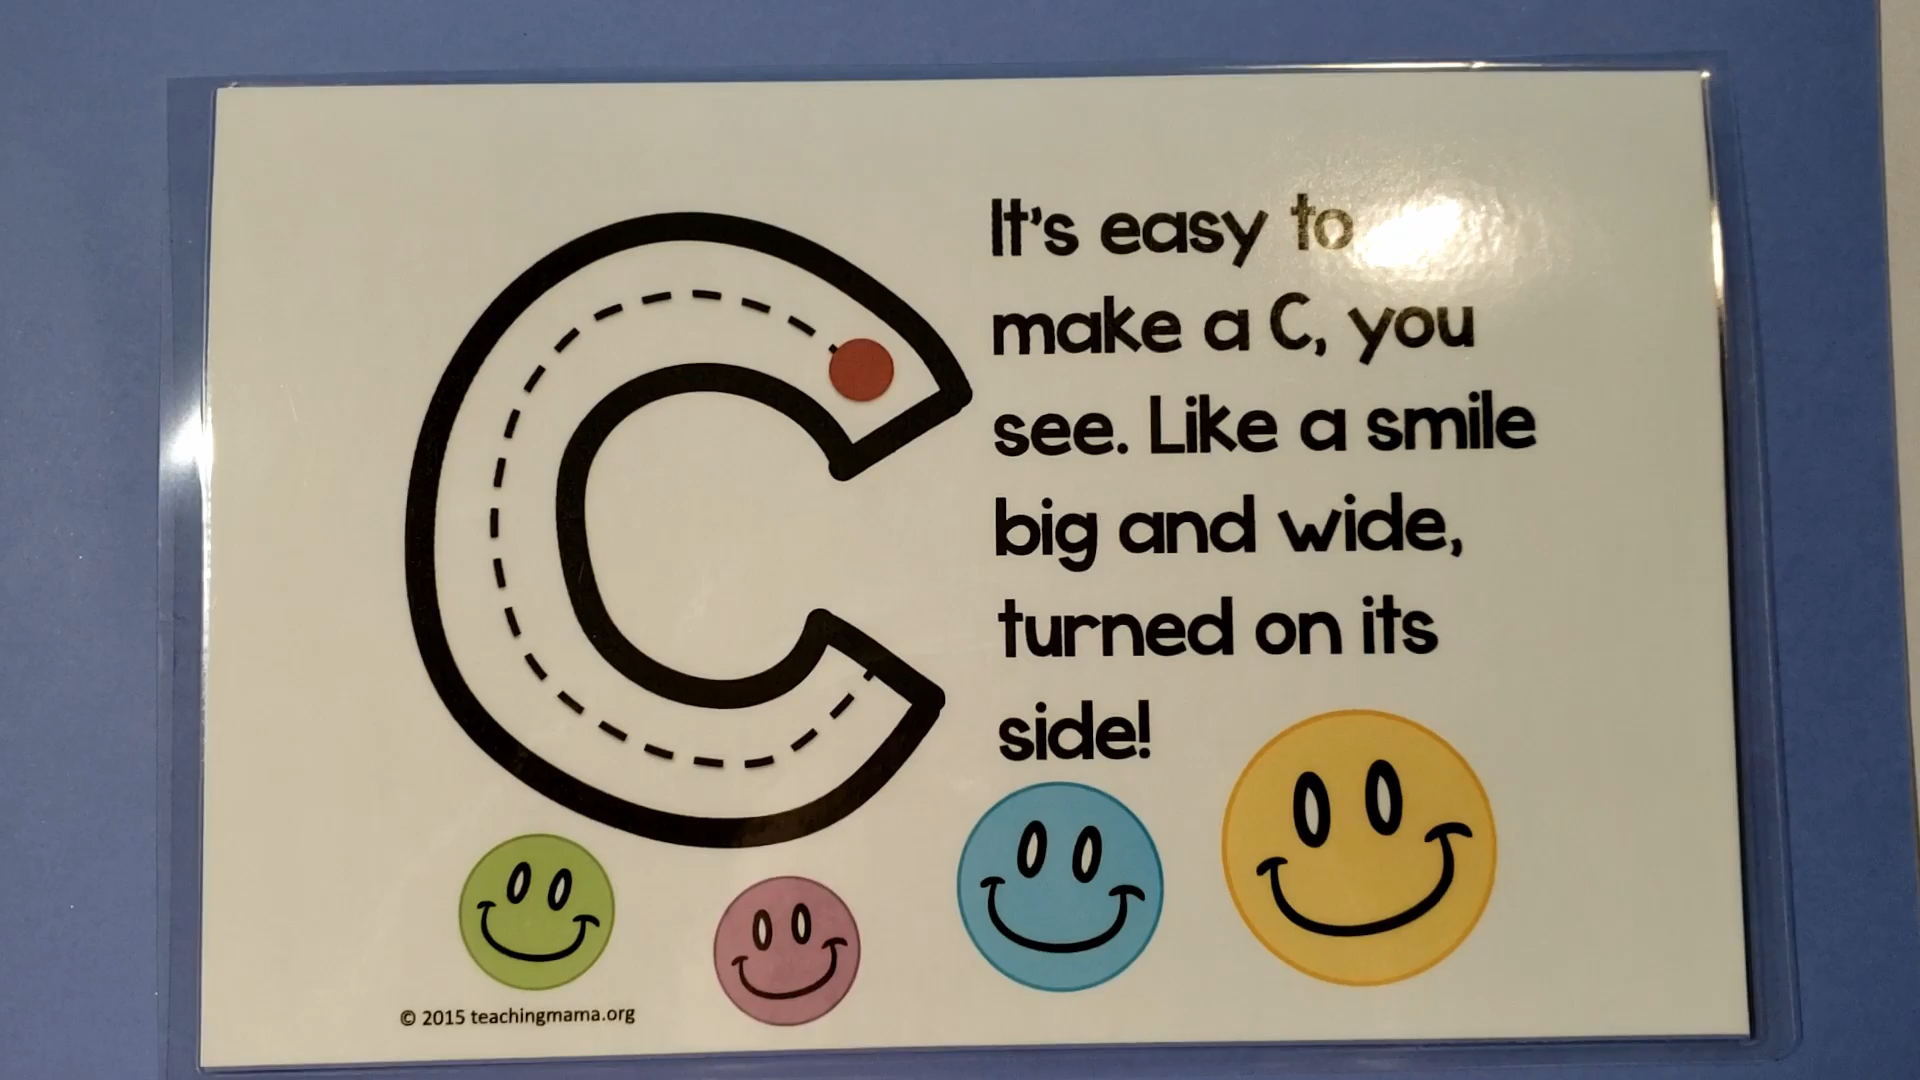 It's easy to
make a C, you
see. Like a smile
big and wide,
turned on its
side!
© 2015 teachingmama.org